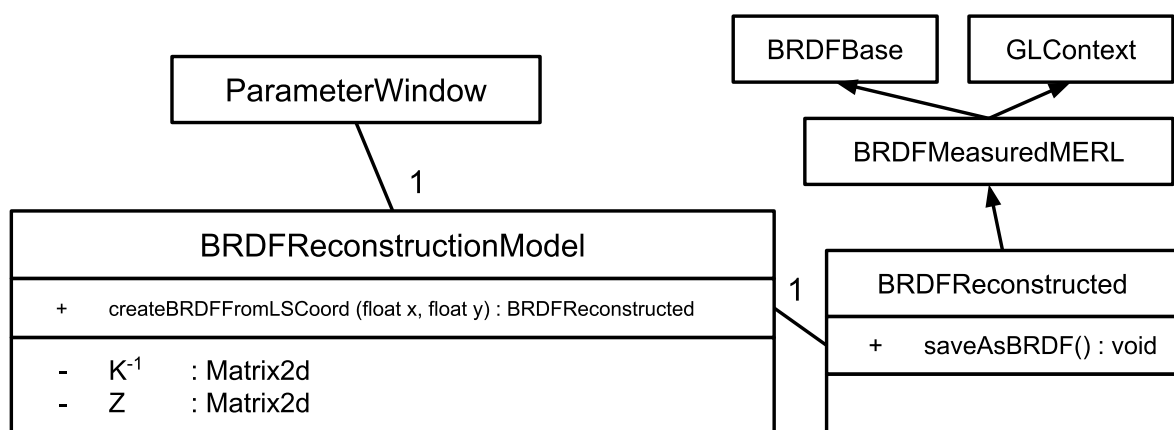 BRDFBase
GLContext
ParameterWindow
BRDFMeasuredMERL
1
BRDFReconstructionModel
+ createBRDFFromLSCoord (float x, float y) : BRDFReconstructed
- K⁻¹ : Matrix2d
- Z : Matrix2d
1
BRDFReconstructed
+ saveAsBRDF() : void